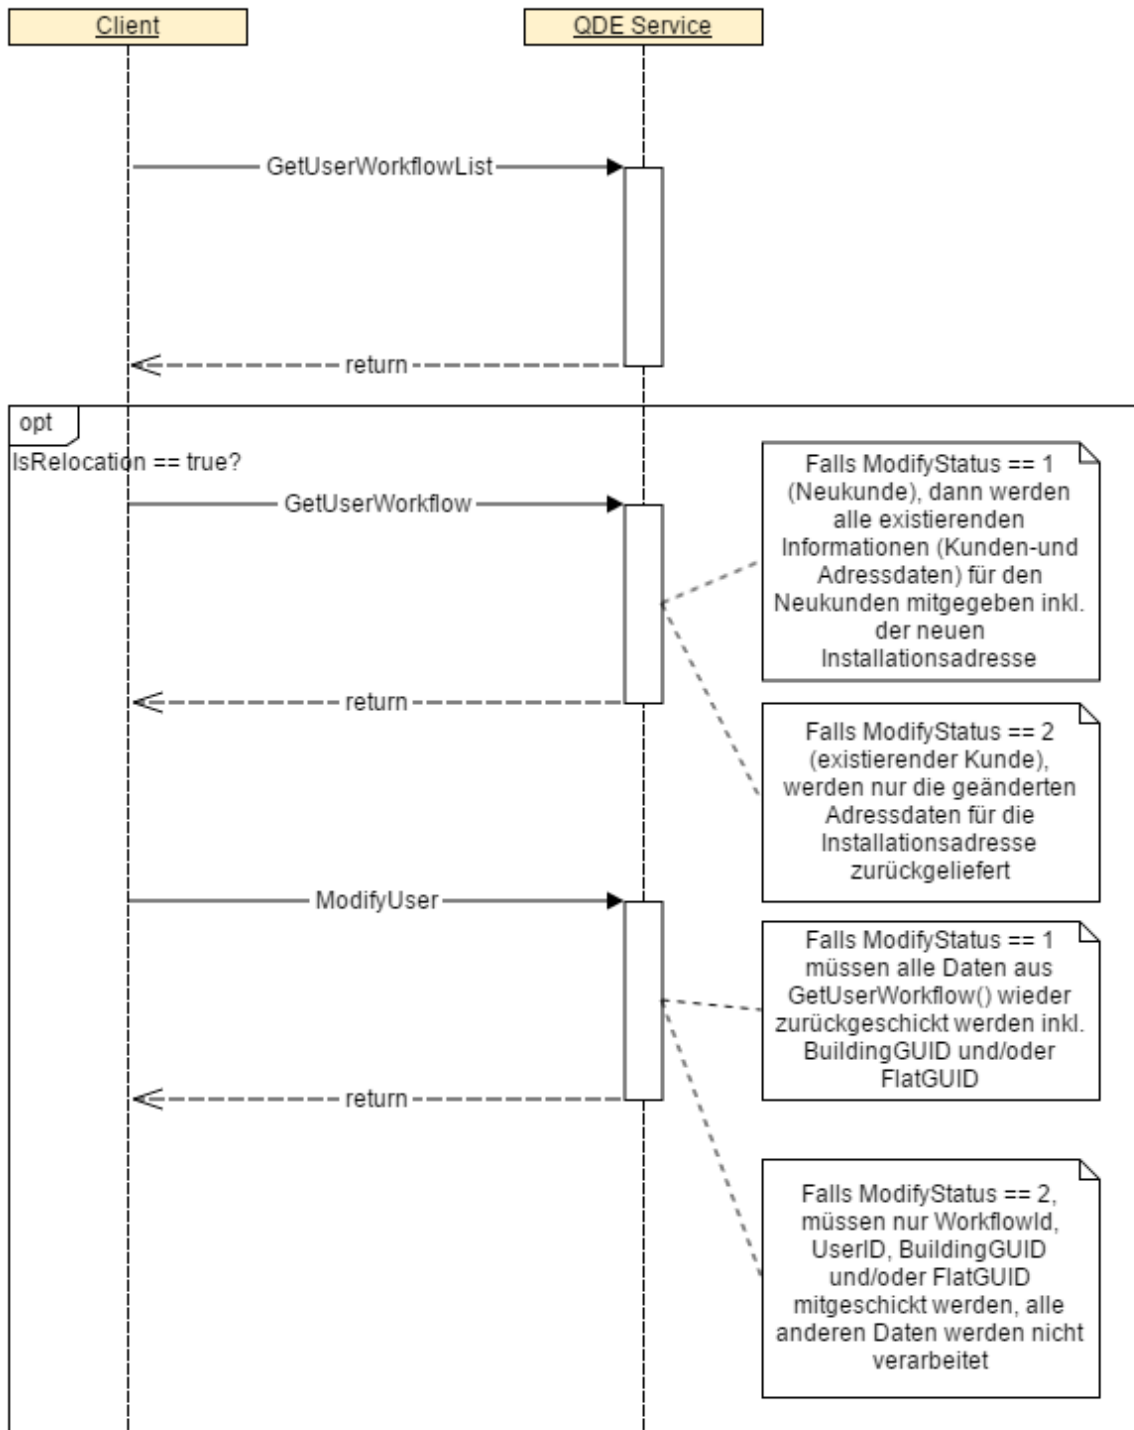 Client
QDE Service
GetUserWorkflowList
return
opt
IsRelocation == true?
GetUserWorkflow
Falls ModifyStatus == 1
(Neukunde), dann werden
alle existierenden
Informationen (Kunden-und
Adressdaten) für den
Neukunden mitgegeben inkl.
der neuen
Installationsadresse
return
Falls ModifyStatus == 2
(existierender Kunde),
werden nur die geänderten
Adressdaten für die
Installationsadresse
zurückgeliefert
ModifyUser
Falls ModifyStatus == 1
müssen alle Daten aus
GetUserWorkflow() wieder
zurückgeschickt werden inkl.
BuildingGUID und/oder
FlatGUID
return
Falls ModifyStatus == 2,
müssen nur WorkflowId,
UserID, BuildingGUID
und/oder FlatGUID
mitgeschickt werden, alle
anderen Daten werden nicht
verarbeitet